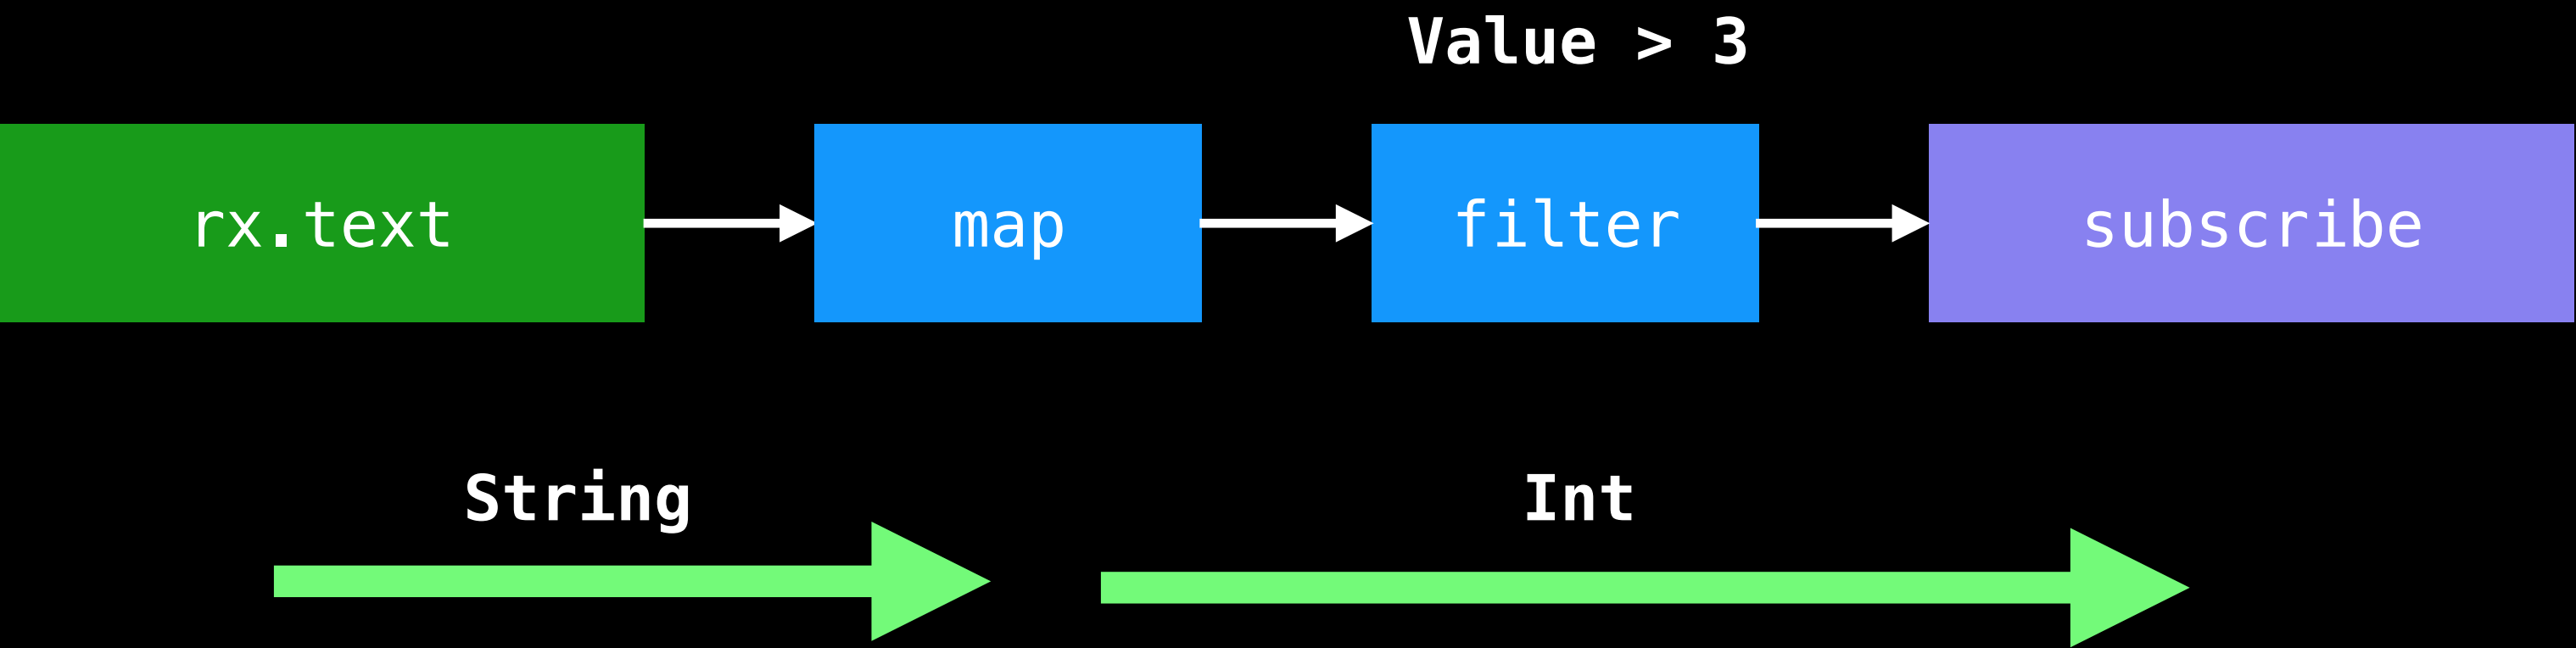 Value > 3
rx.text
map
filter
subscribe
String
Int